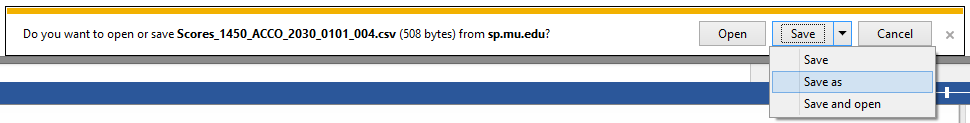 Do you want to open or save Scores_1450_ACCO_2030_0101_004.csv (508 bytes) from sp.mu.edu?
Open
Save
Cancel
Save
Save as
Save and open